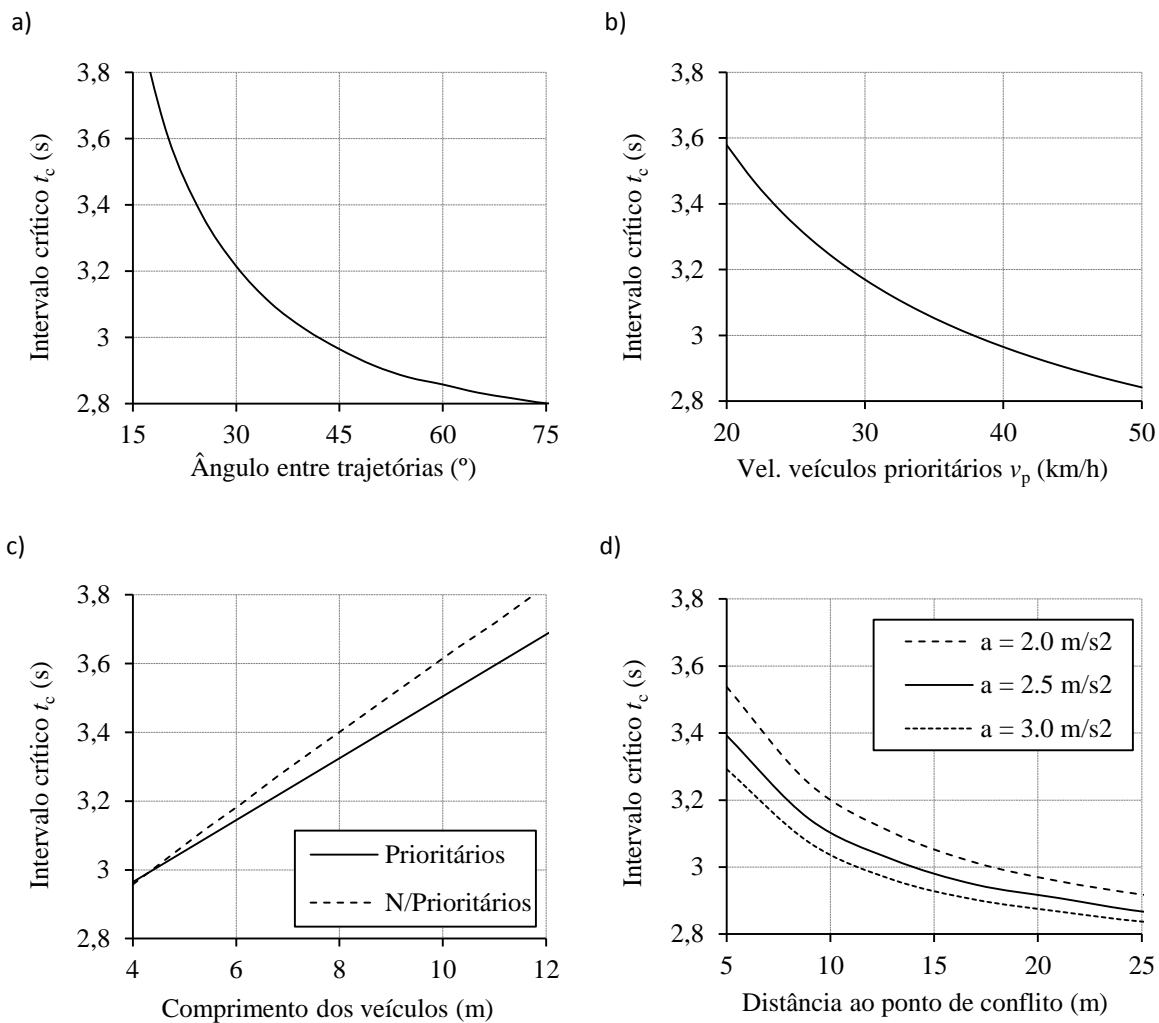 a)
3,8
3,6
3,4
3,2
3
2,8
Intervalo crítico tc (s)
15 30 45 60 75
Ângulo entre trajetórias (º)
b)
3,8
3,6
3,4
3,2
3
2,8
Intervalo crítico tc (s)
20 30 40 50
Vel. veículos prioritários vp (km/h)
c)
3,8
3,6
3,4
3,2
3
2,8
Intervalo crítico tc (s)
Prioritários
N/Prioritários
4 6 8 10 12
Comprimento dos veículos (m)
d)
3,8
3,6
3,4
3,2
3
2,8
Intervalo crítico tc (s)
a = 2.0 m/s2
a = 2.5 m/s2
a = 3.0 m/s2
5 10 15 20 25
Distância ao ponto de conflito (m)